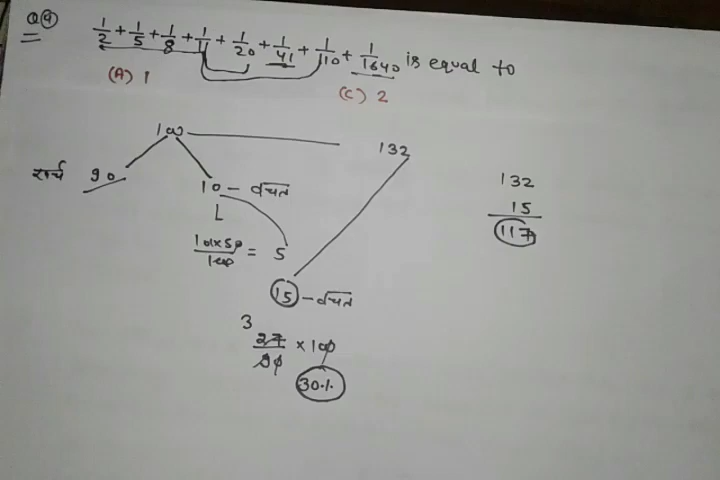 Q 9
1/2 + 1/5 + 1/8 + 1/11 + 1/20 + 1/41 + 1/110 + 1/1640 is equal to
(A) 1
(C) 2
100 132
खर्च 90
10 - बचत
132
15
117
10×50/100 = 5
15 - बचत
3
27/90 × 100
30%